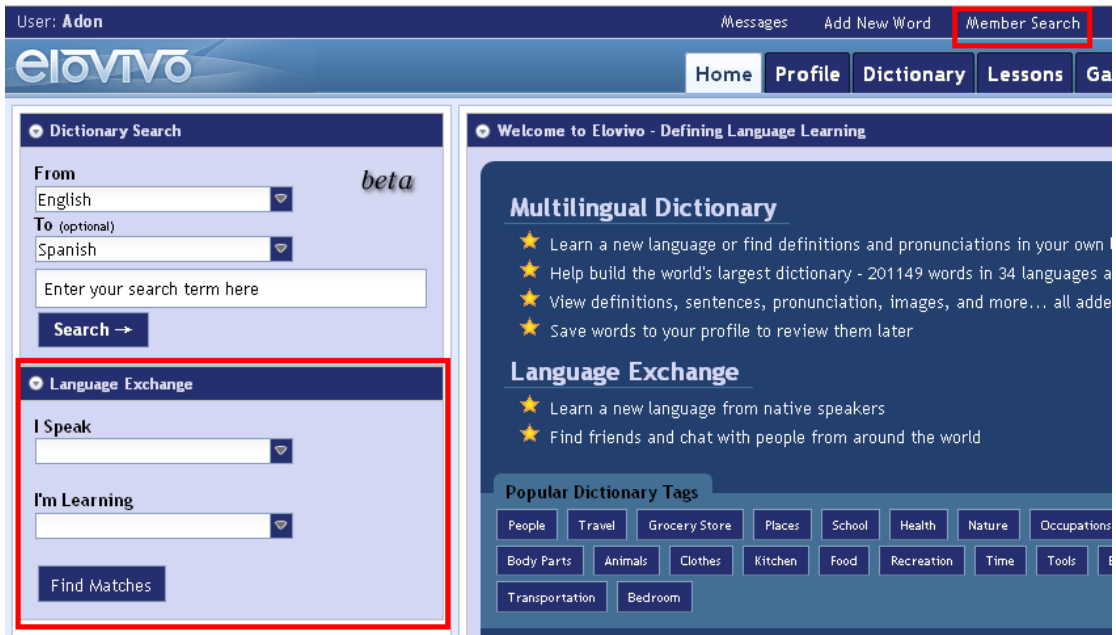 User: Adon
Messages Add New Word Member Search
elovivo
Home Profile Dictionary Lessons Ga
Dictionary Search
From
beta
English
To (optional)
Spanish
Enter your search term here
Search →
Language Exchange
I Speak
I'm Learning
Find Matches
Welcome to Elovivo - Defining Language Learning
Multilingual Dictionary
Learn a new language or find definitions and pronunciations in your own
Help build the world's largest dictionary - 201149 words in 34 languages a
View definitions, sentences, pronunciation, images, and more... all adde
Save words to your profile to review them later
Language Exchange
Learn a new language from native speakers
Find friends and chat with people from around the world
Popular Dictionary Tags
People Travel Grocery Store Places School Health Nature Occupations
Body Parts Animals Clothes Kitchen Food Recreation Time Tools
Transportation Bedroom